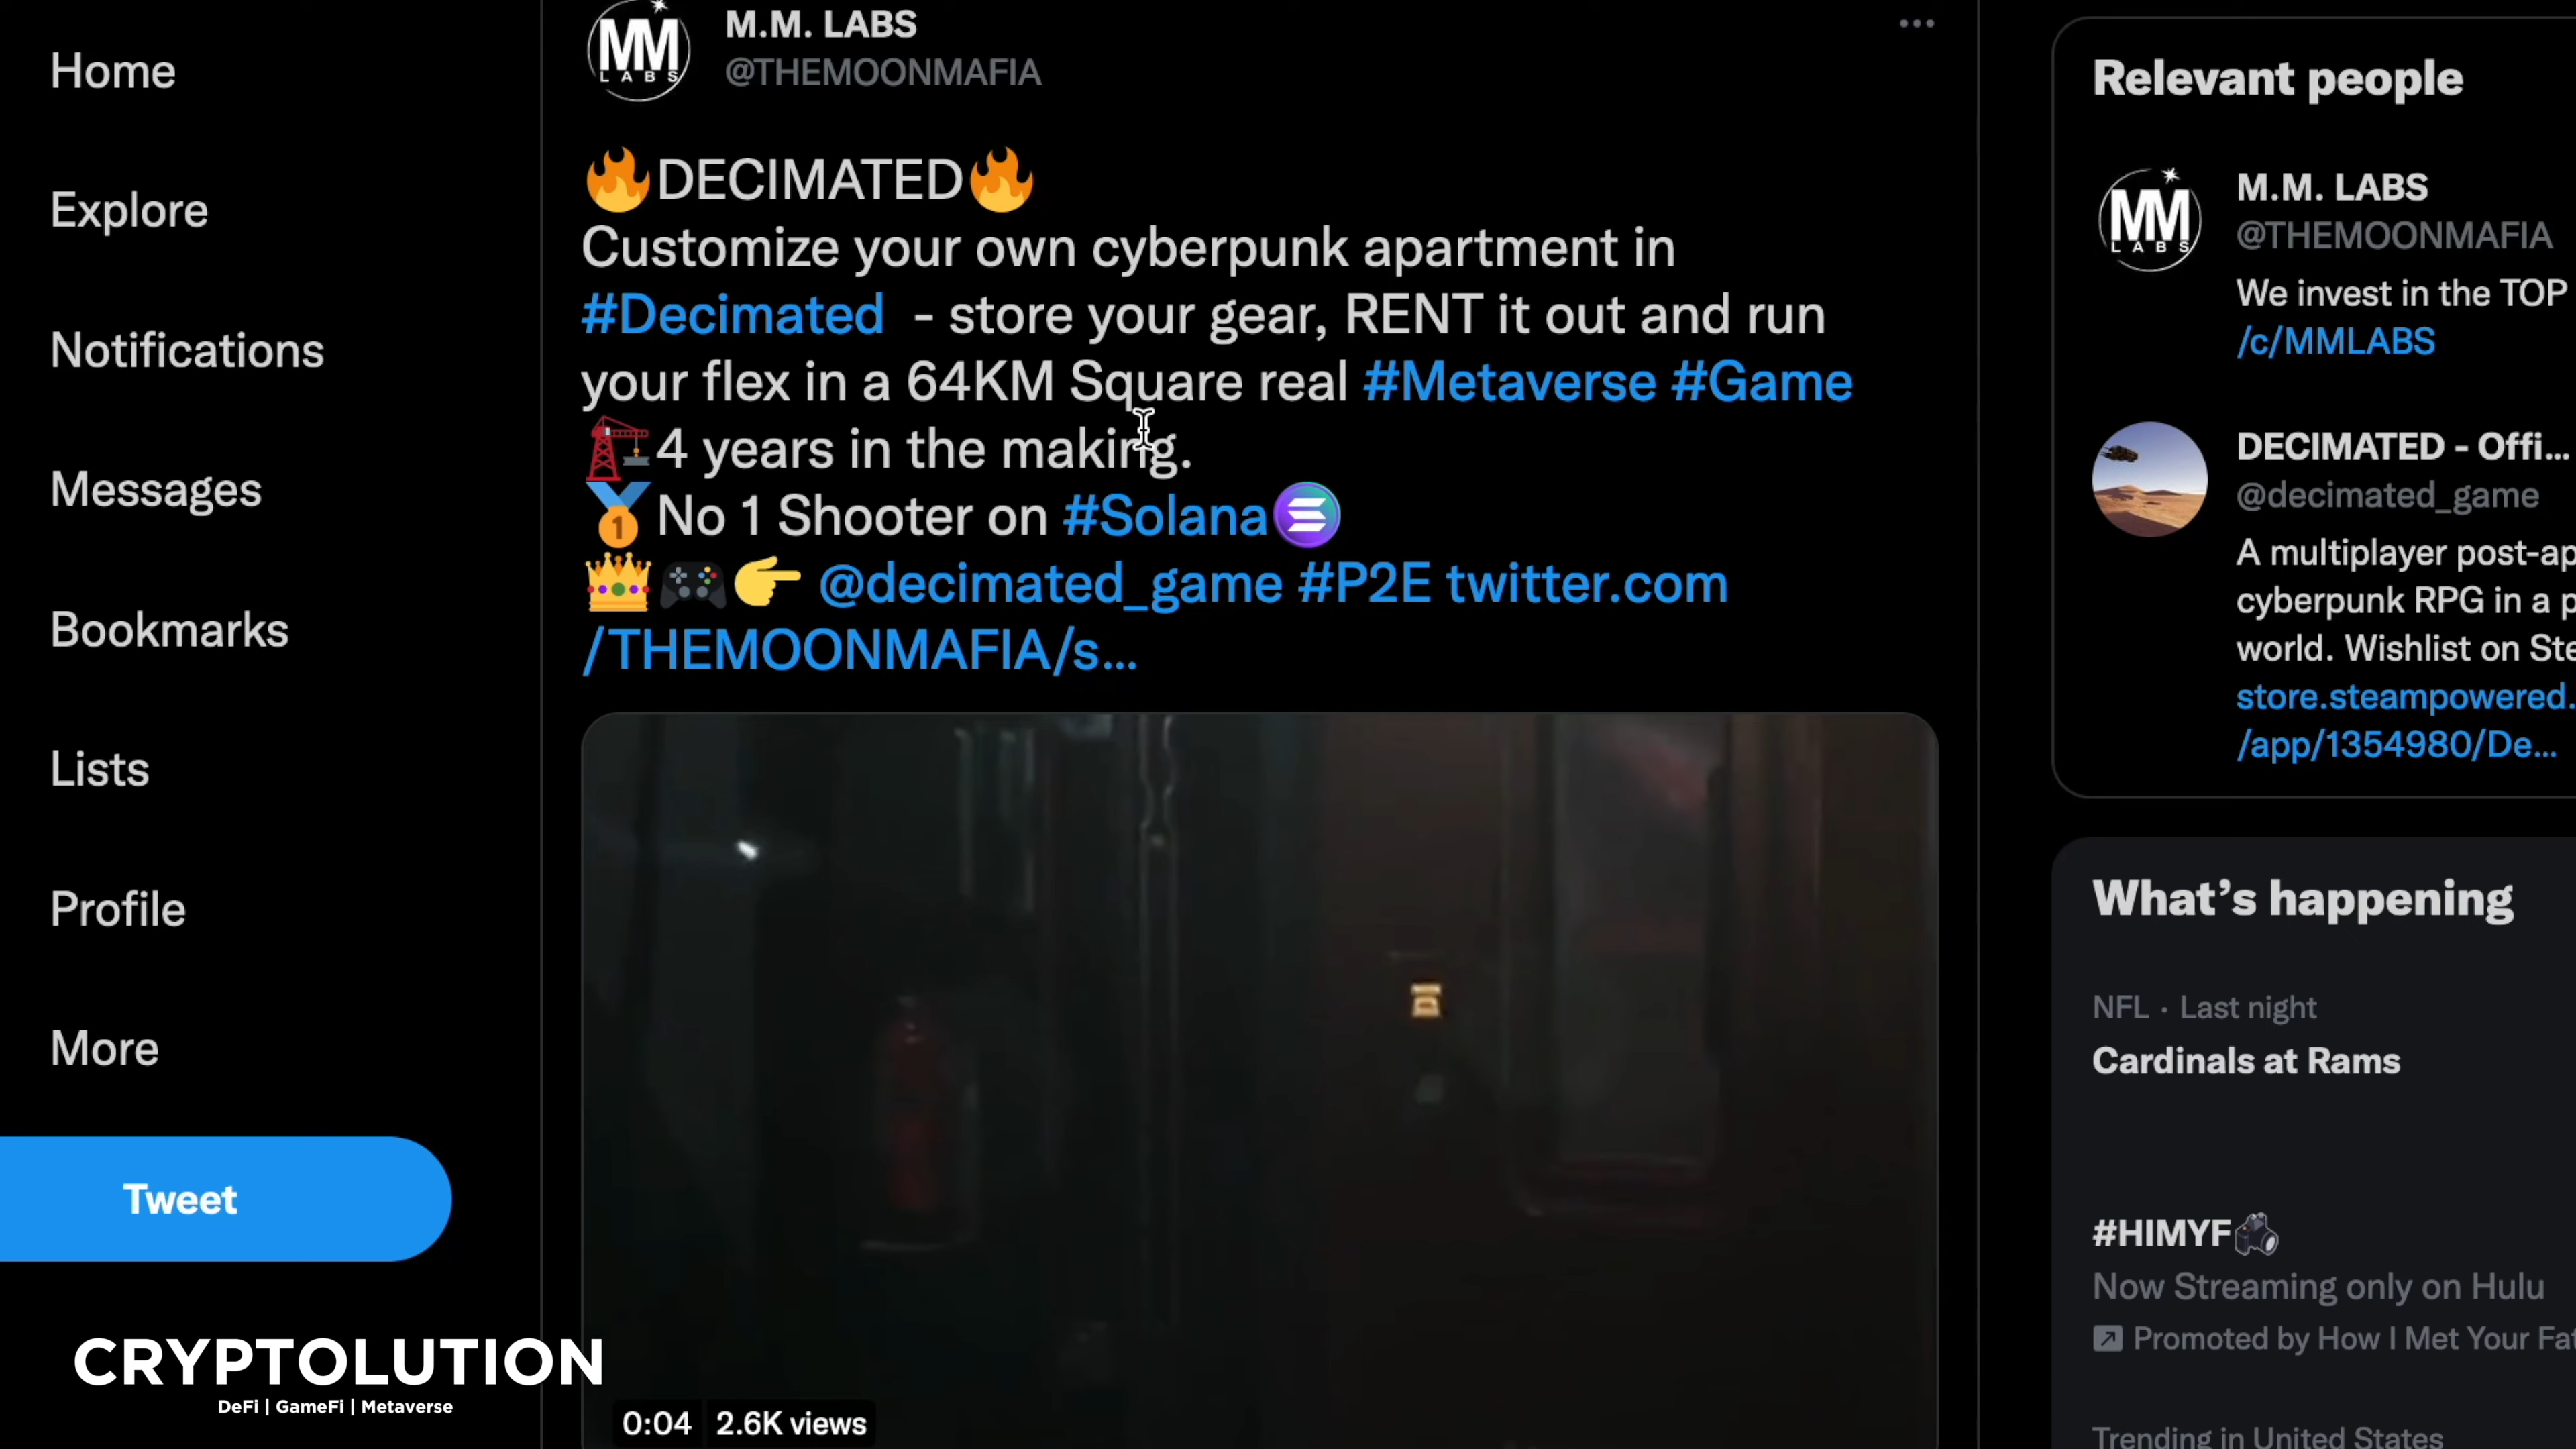 Home
Explore
Notifications
Messages
Bookmarks
Lists
Profile
More
Tweet
CRYPTOLUTION
DeFi | GameFi | Metaverse
MM
LABS
M.M. LABS
@THEMOONMAFIA
🔥DECIMATED🔥
Customize your own cyberpunk apartment in
#Decimated - store your gear, RENT it out and run
your flex in a 64KM Square real #Metaverse #Game
🏗4 years in the making.
🥇No 1 Shooter on #Solana
👑🎮👉 @decimated_game #P2E twitter.com
/THEMOONMAFIA/s…
0:04 2.6K views
Relevant people
MM
LABS
M.M. LABS
@THEMOONMAFIA
We invest in the TOP
/c/MMLABS
DECIMATED - Offi…
@decimated_game
A multiplayer post-ap
cyberpunk RPG in a p
world. Wishlist on Ste
store.steampowered.
/app/1354980/De…
What's happening
NFL · Last night
Cardinals at Rams
#HIMYF
Now Streaming only on Hulu
Promoted by How I Met Your Fat
Trending in United States